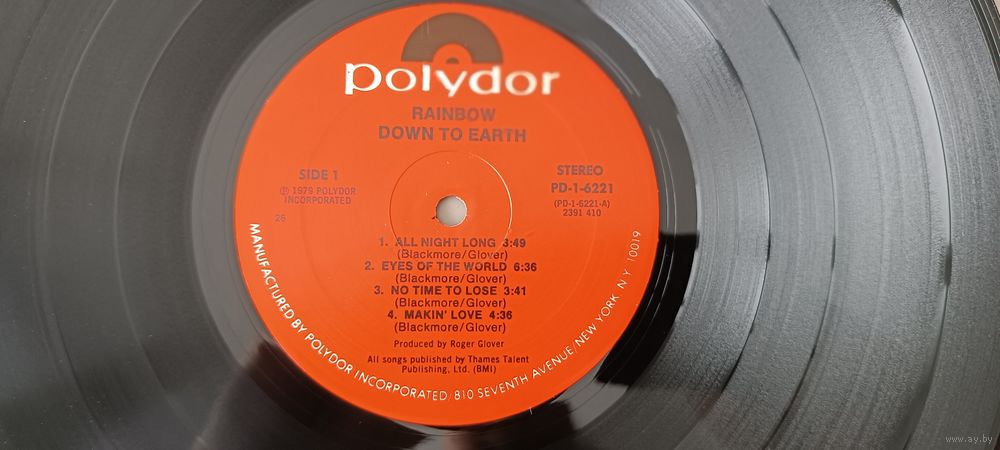 polydor
RAINBOW
DOWN TO EARTH
SIDE 1
℗ 1979 POLYDOR
INCORPORATED
26
STEREO
PD-1-6221
(PD-1-6221-A)
2391 410
1. ALL NIGHT LONG 3:49
(Blackmore/Glover)
2. EYES OF THE WORLD 6:36
(Blackmore/Glover)
3. NO TIME TO LOSE 3:41
(Blackmore/Glover)
4. MAKIN' LOVE 4:36
(Blackmore/Glover)
Produced by Roger Glover
All songs published by Thames Talent
Publishing, Ltd. (BMI)
MANUFACTURED BY POLYDOR INCORPORATED/810 SEVENTH AVENUE/NEW YORK N Y 10019
www.ay.by